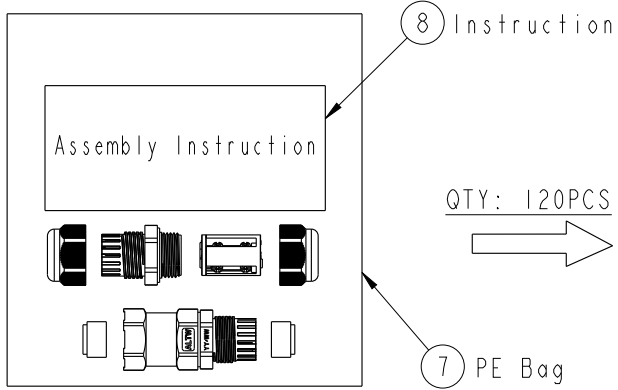 8 Instruction
Assembly Instruction
QTY: 120PCS
7 PE Bag